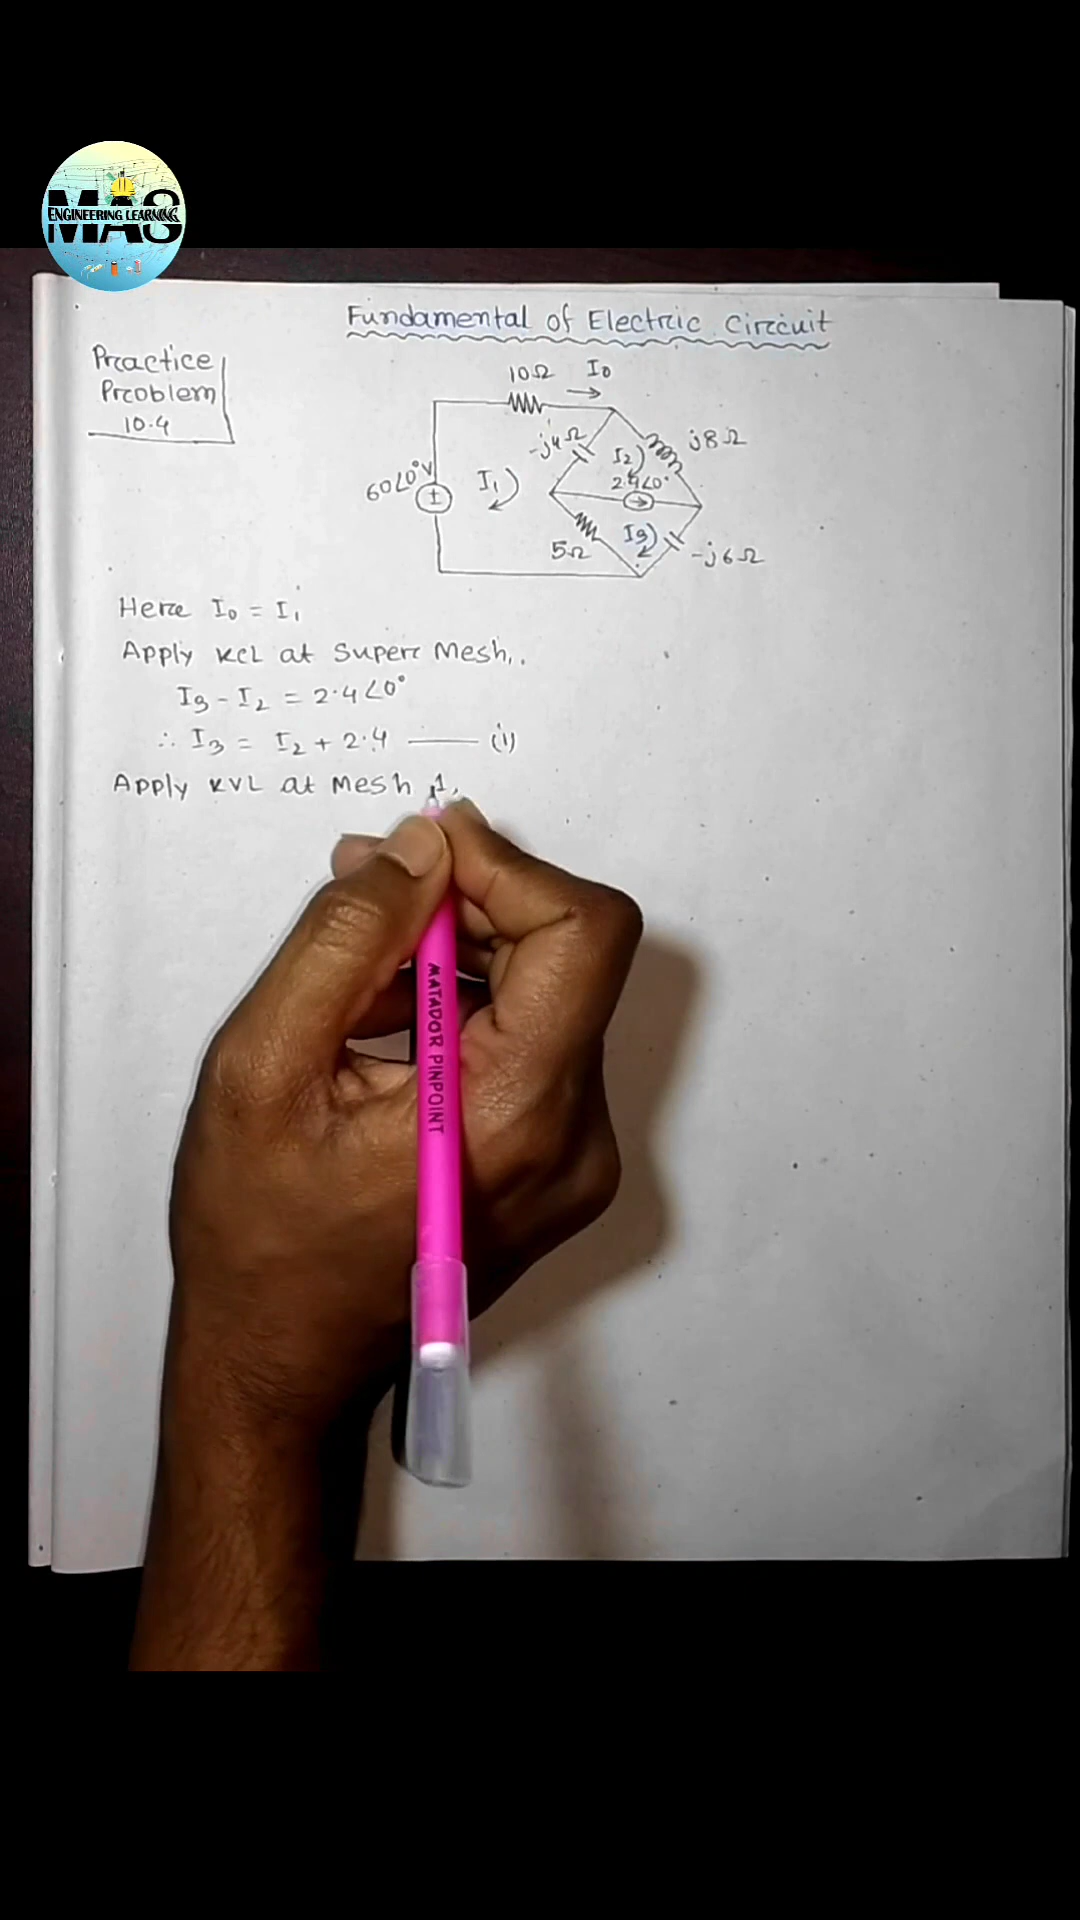 MAS
ENGINEERING LEARNING
Fundamental of Electric Circuit
Practice
Problem
10.4
10Ω
I₀
-j4Ω
j8Ω
I₂
2.4∠0°
60∠0°V
I₁
5Ω
I₃
-j6Ω
Here I₀ = I₁
Apply KCL at Super Mesh,.
I₃ - I₂ = 2.4∠0°
∴ I₃ = I₂ + 2.4 —— (i)
Apply KVL at Mesh 1,
MATADOR PINPOINT